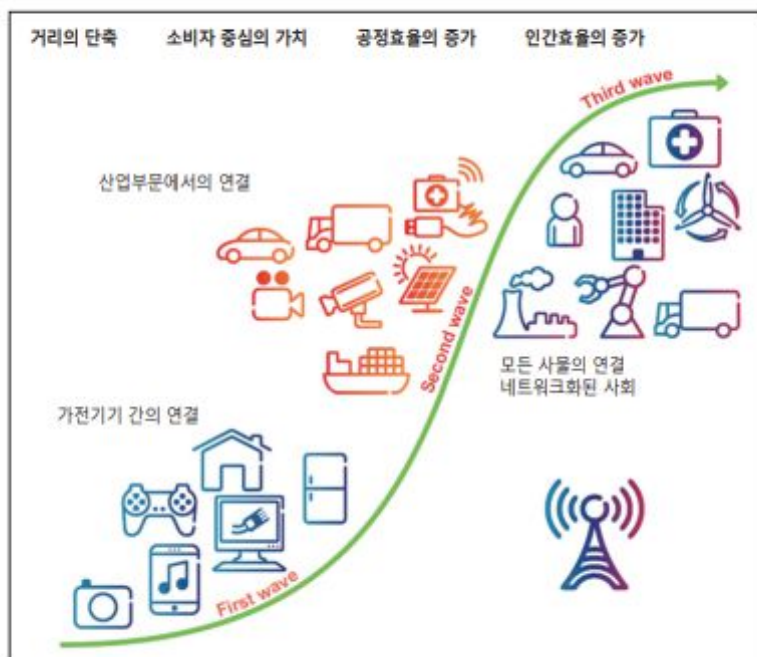 거리의 단축 소비자 중심의 가치 공정효율의 증가 인간효율의 증가
Third wave
산업부문에서의 연결
Second wave
모든 사물의 연결
네트워크화된 사회
가전기기 간의 연결
First wave